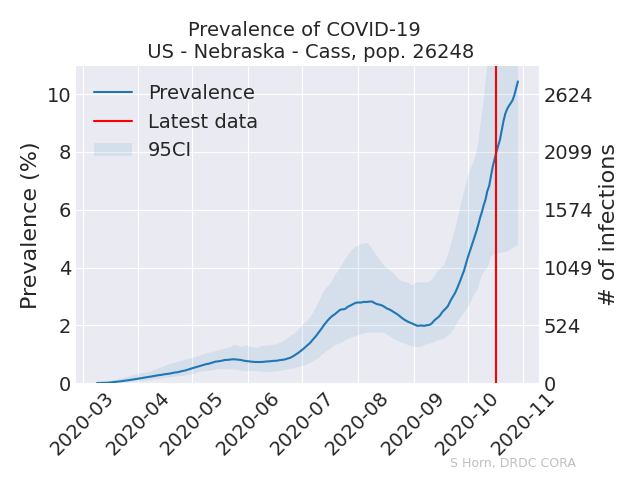 Prevalence of COVID-19
US - Nebraska - Cass, pop. 26248
Prevalence
Latest data
95CI
Prevalence (%)
10
8
6
4
2
0
2624
2099
1574
1049
524
0
# of infections
2020-03
2020-04
2020-05
2020-06
2020-07
2020-08
2020-09
2020-10
2020-11
S Horn, DRDC CORA